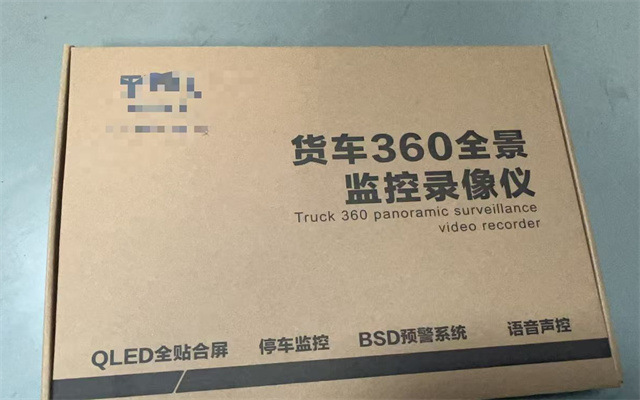 货车360全景
监控录像仪
Truck 360 panoramic surveillance
video recorder
QLED全贴合屏 停车监控 BSD预警系统 语音声控